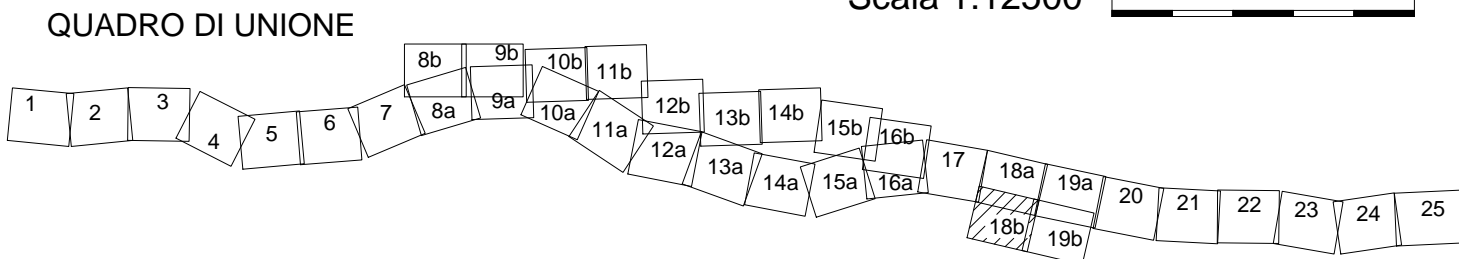 QUADRO DI UNIONE
Scala 1:12500
1 2 3 4 5 6 7 8b 8a 9b 9a 10b 10a 11b 11a 12b 12a 13b 13a 14b 14a 15b 15a 16b 16a 17 18a 18b 19a 19b 20 21 22 23 24 25